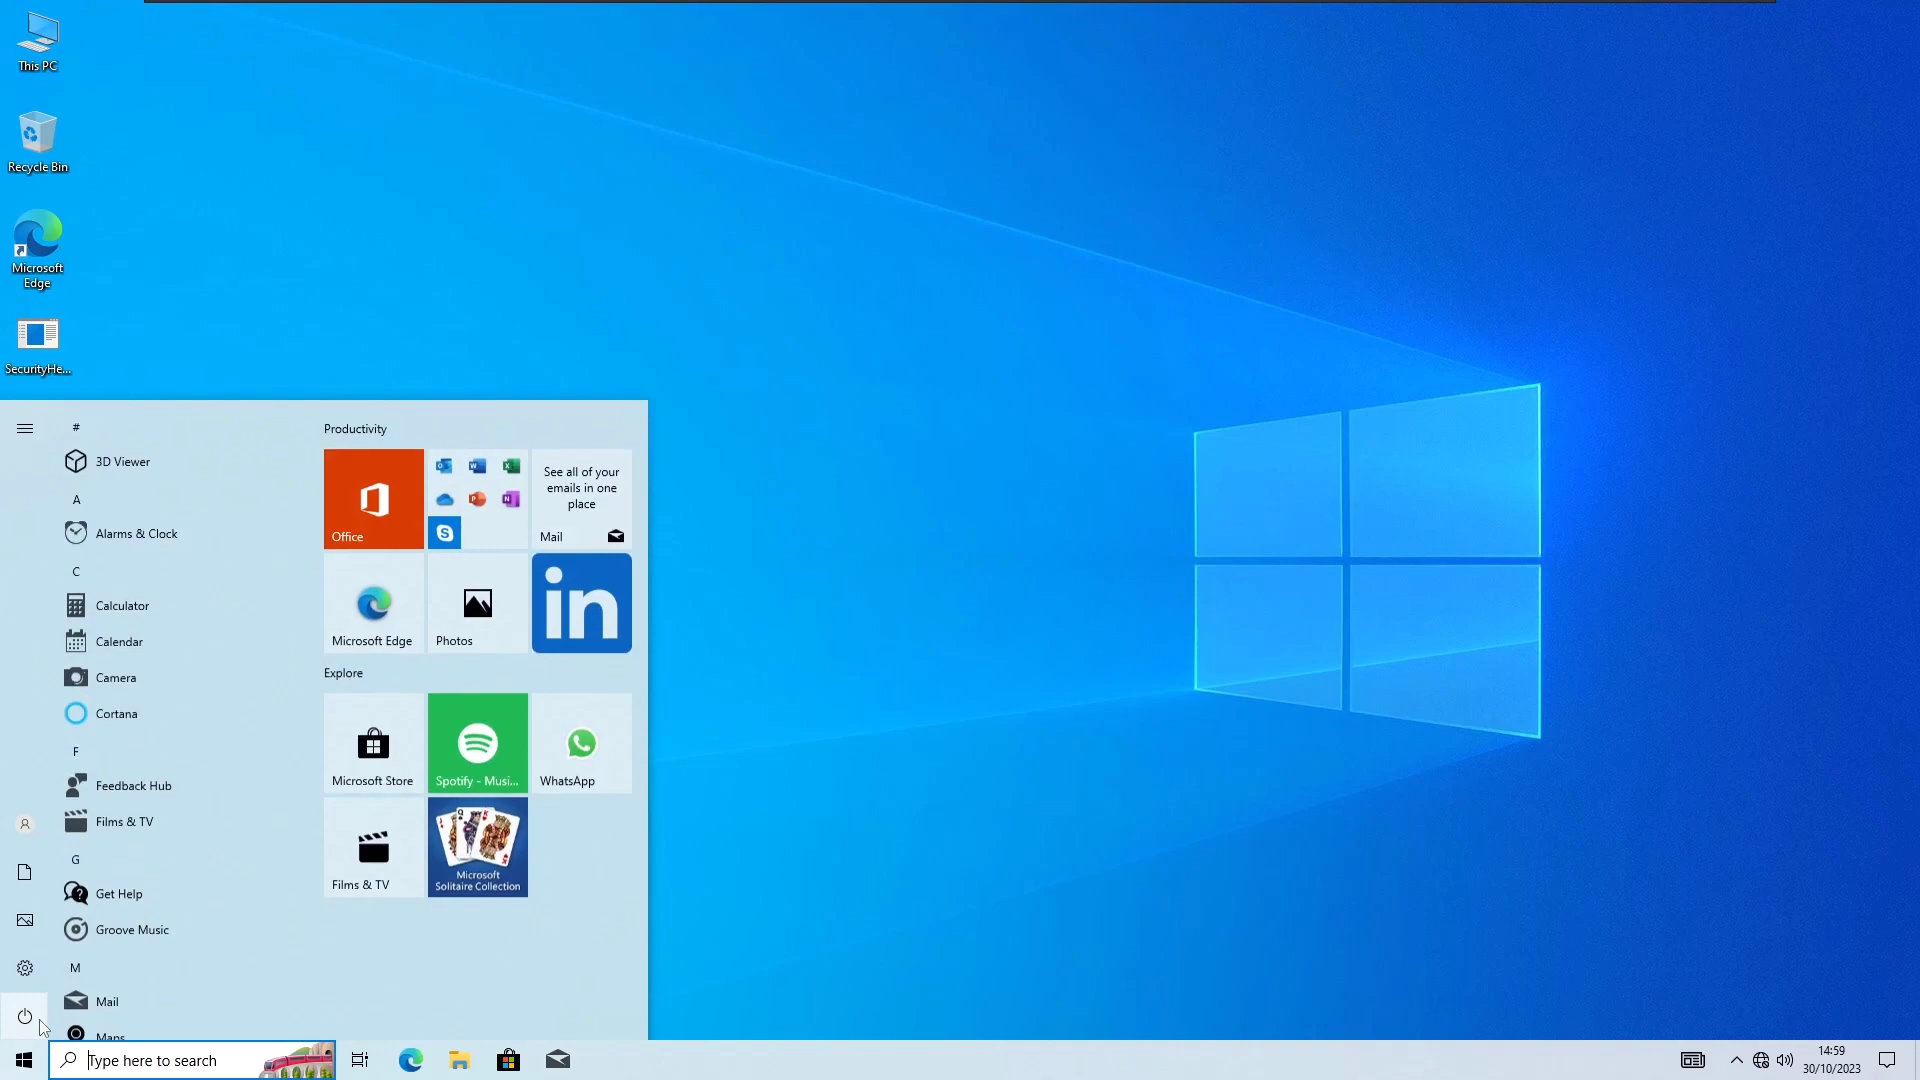 This PC
Recycle Bin
Microsoft
Edge
SecurityHe...
#
3D Viewer
A
Alarms & Clock
C
Calculator
Calendar
Camera
Cortana
F
Feedback Hub
Films & TV
G
Get Help
Groove Music
M
Mail
Maps
Productivity
Office
See all of your
emails in one
place
Mail
Microsoft Edge
Photos
in
Explore
Microsoft Store
Spotify - Musi...
WhatsApp
Films & TV
Microsoft
Solitaire Collection
Type here to search
14:59
30/10/2023